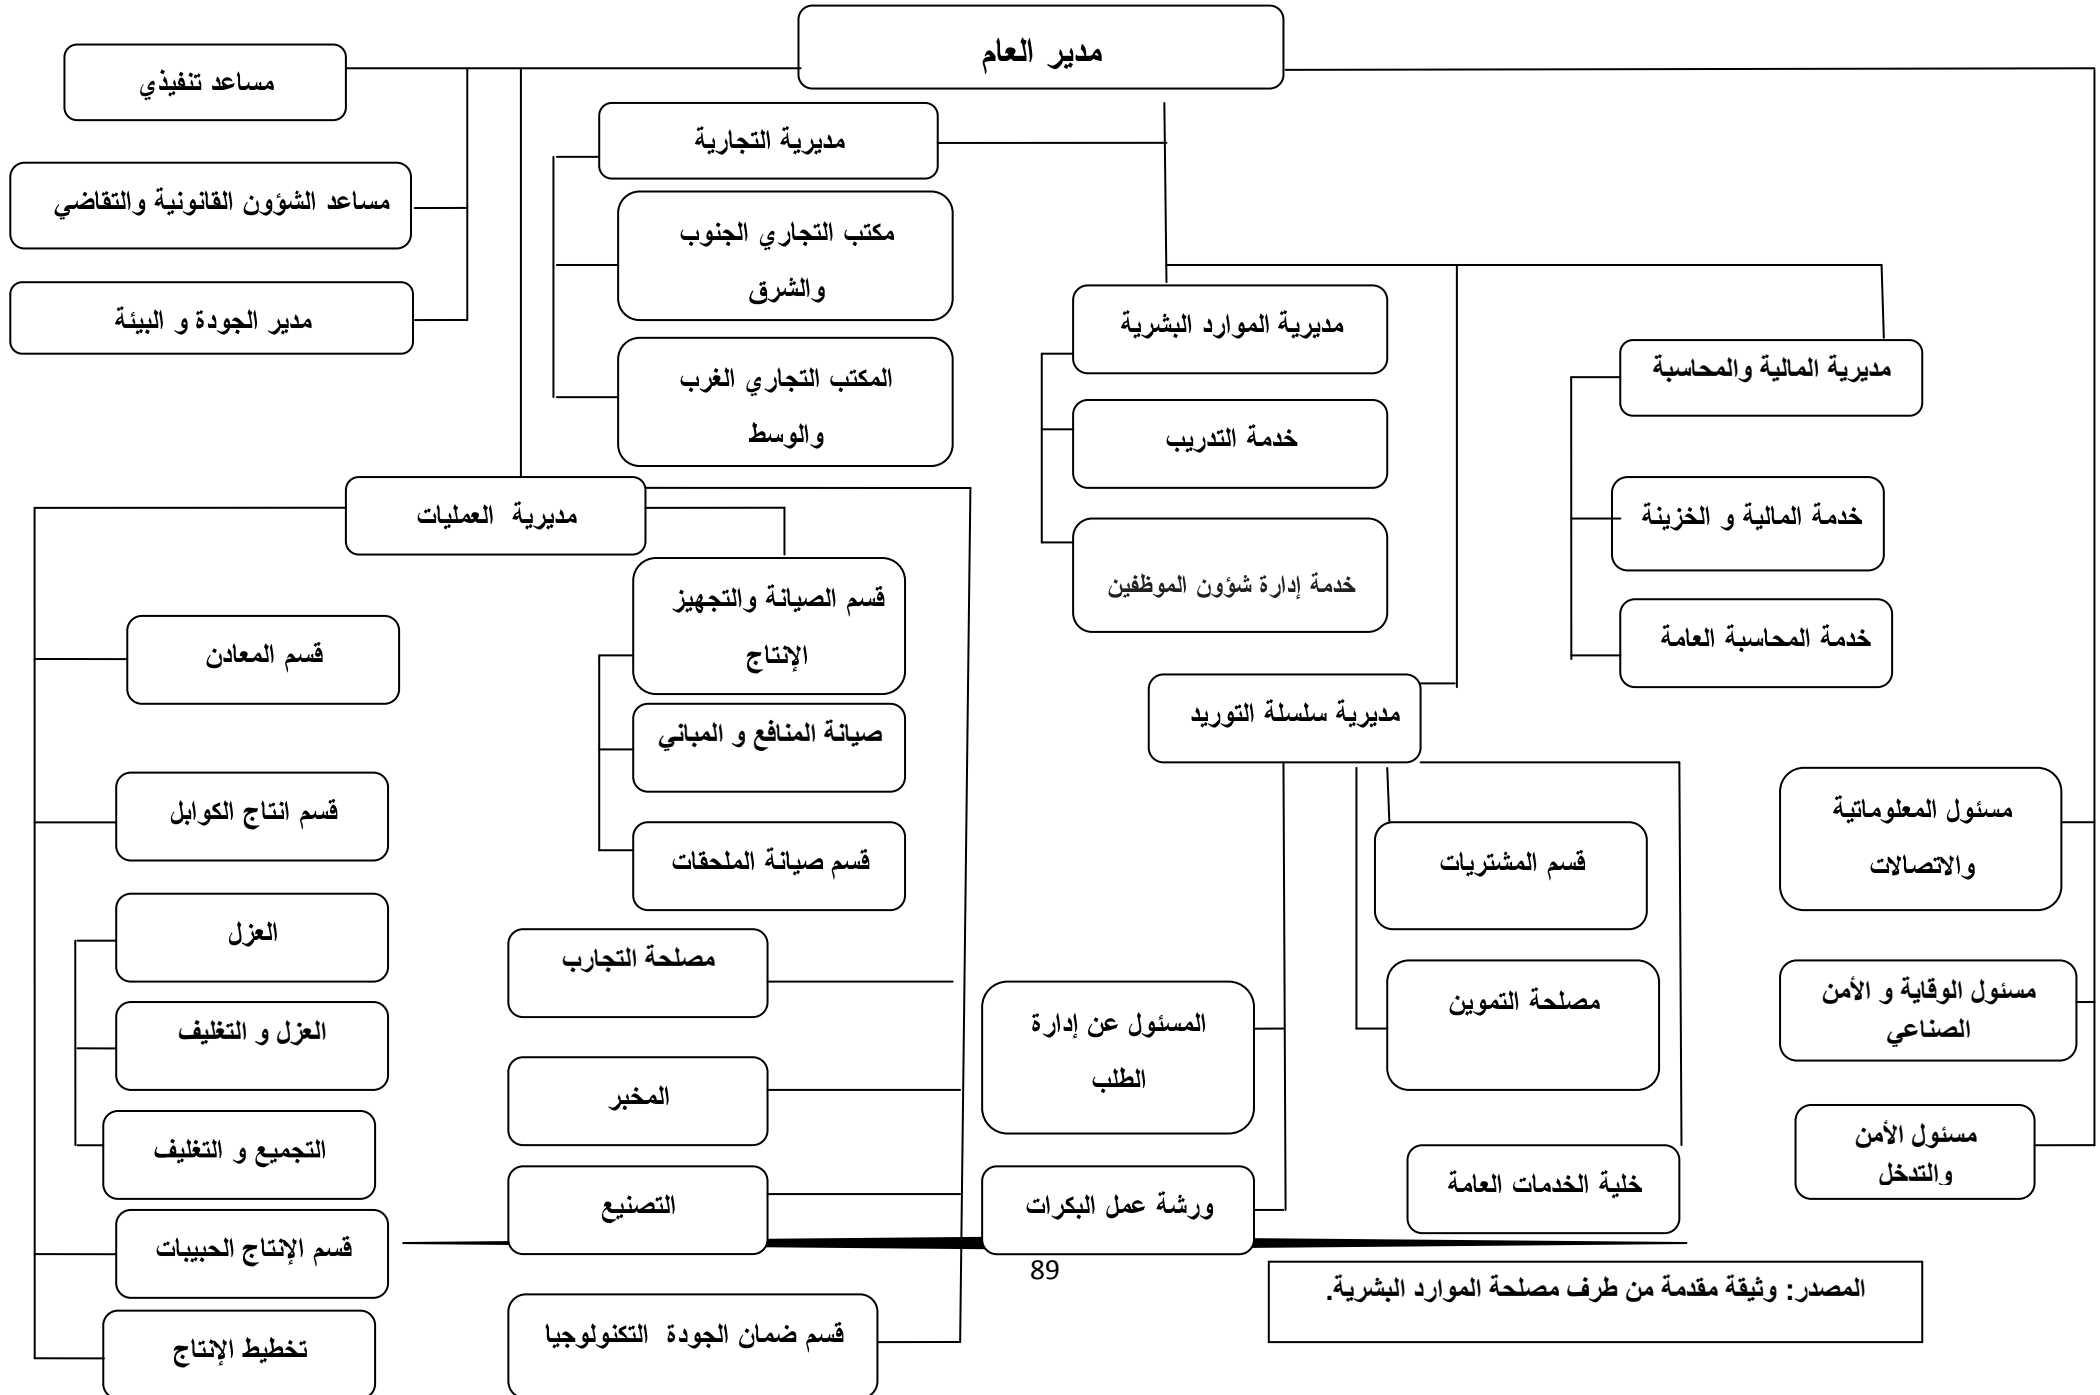 مدير العام
مساعد تنفيذي
مديرية التجارية
مساعد الشؤون القانونية والتقاضي
مكتب التجاري الجنوب
والشرق
مدير الجودة و البيئة
مديرية الموارد البشرية
مديرية المالية والمحاسبة
المكتب التجاري الغرب
والوسط
خدمة التدريب
مديرية العمليات
خدمة المالية و الخزينة
خدمة إدارة شؤون الموظفين
قسم الصيانة والتجهيز
الإنتاج
خدمة المحاسبة العامة
قسم المعادن
مديرية سلسلة التوريد
صيانة المنافع و المباني
قسم انتاج الكوابل
مسئول المعلوماتية
والاتصالات
قسم المشتريات
قسم صيانة الملحقات
العزل
مصلحة التجارب
مسئول الوقاية و الأمن
الصناعي
مصلحة التموين
المسئول عن إدارة
الطلب
العزل و التغليف
المخبر
مسئول الأمن
والتدخل
التجميع و التغليف
خلية الخدمات العامة
ورشة عمل البكرات
التصنيع
قسم الإنتاج الحبيبات
89
المصدر: وثيقة مقدمة من طرف مصلحة الموارد البشرية.
قسم ضمان الجودة التكنولوجيا
تخطيط الإنتاج